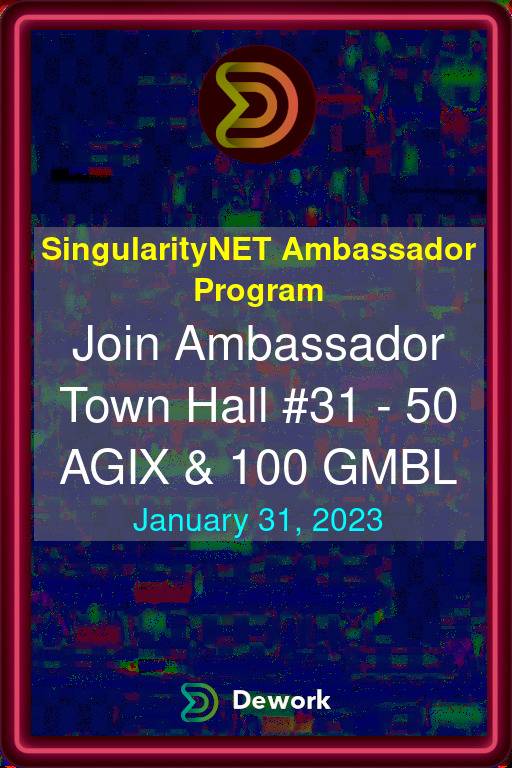 SingularityNET Ambassador
Program
Join Ambassador
Town Hall #31 - 50
AGIX & 100 GMBL
January 31, 2023
Dework